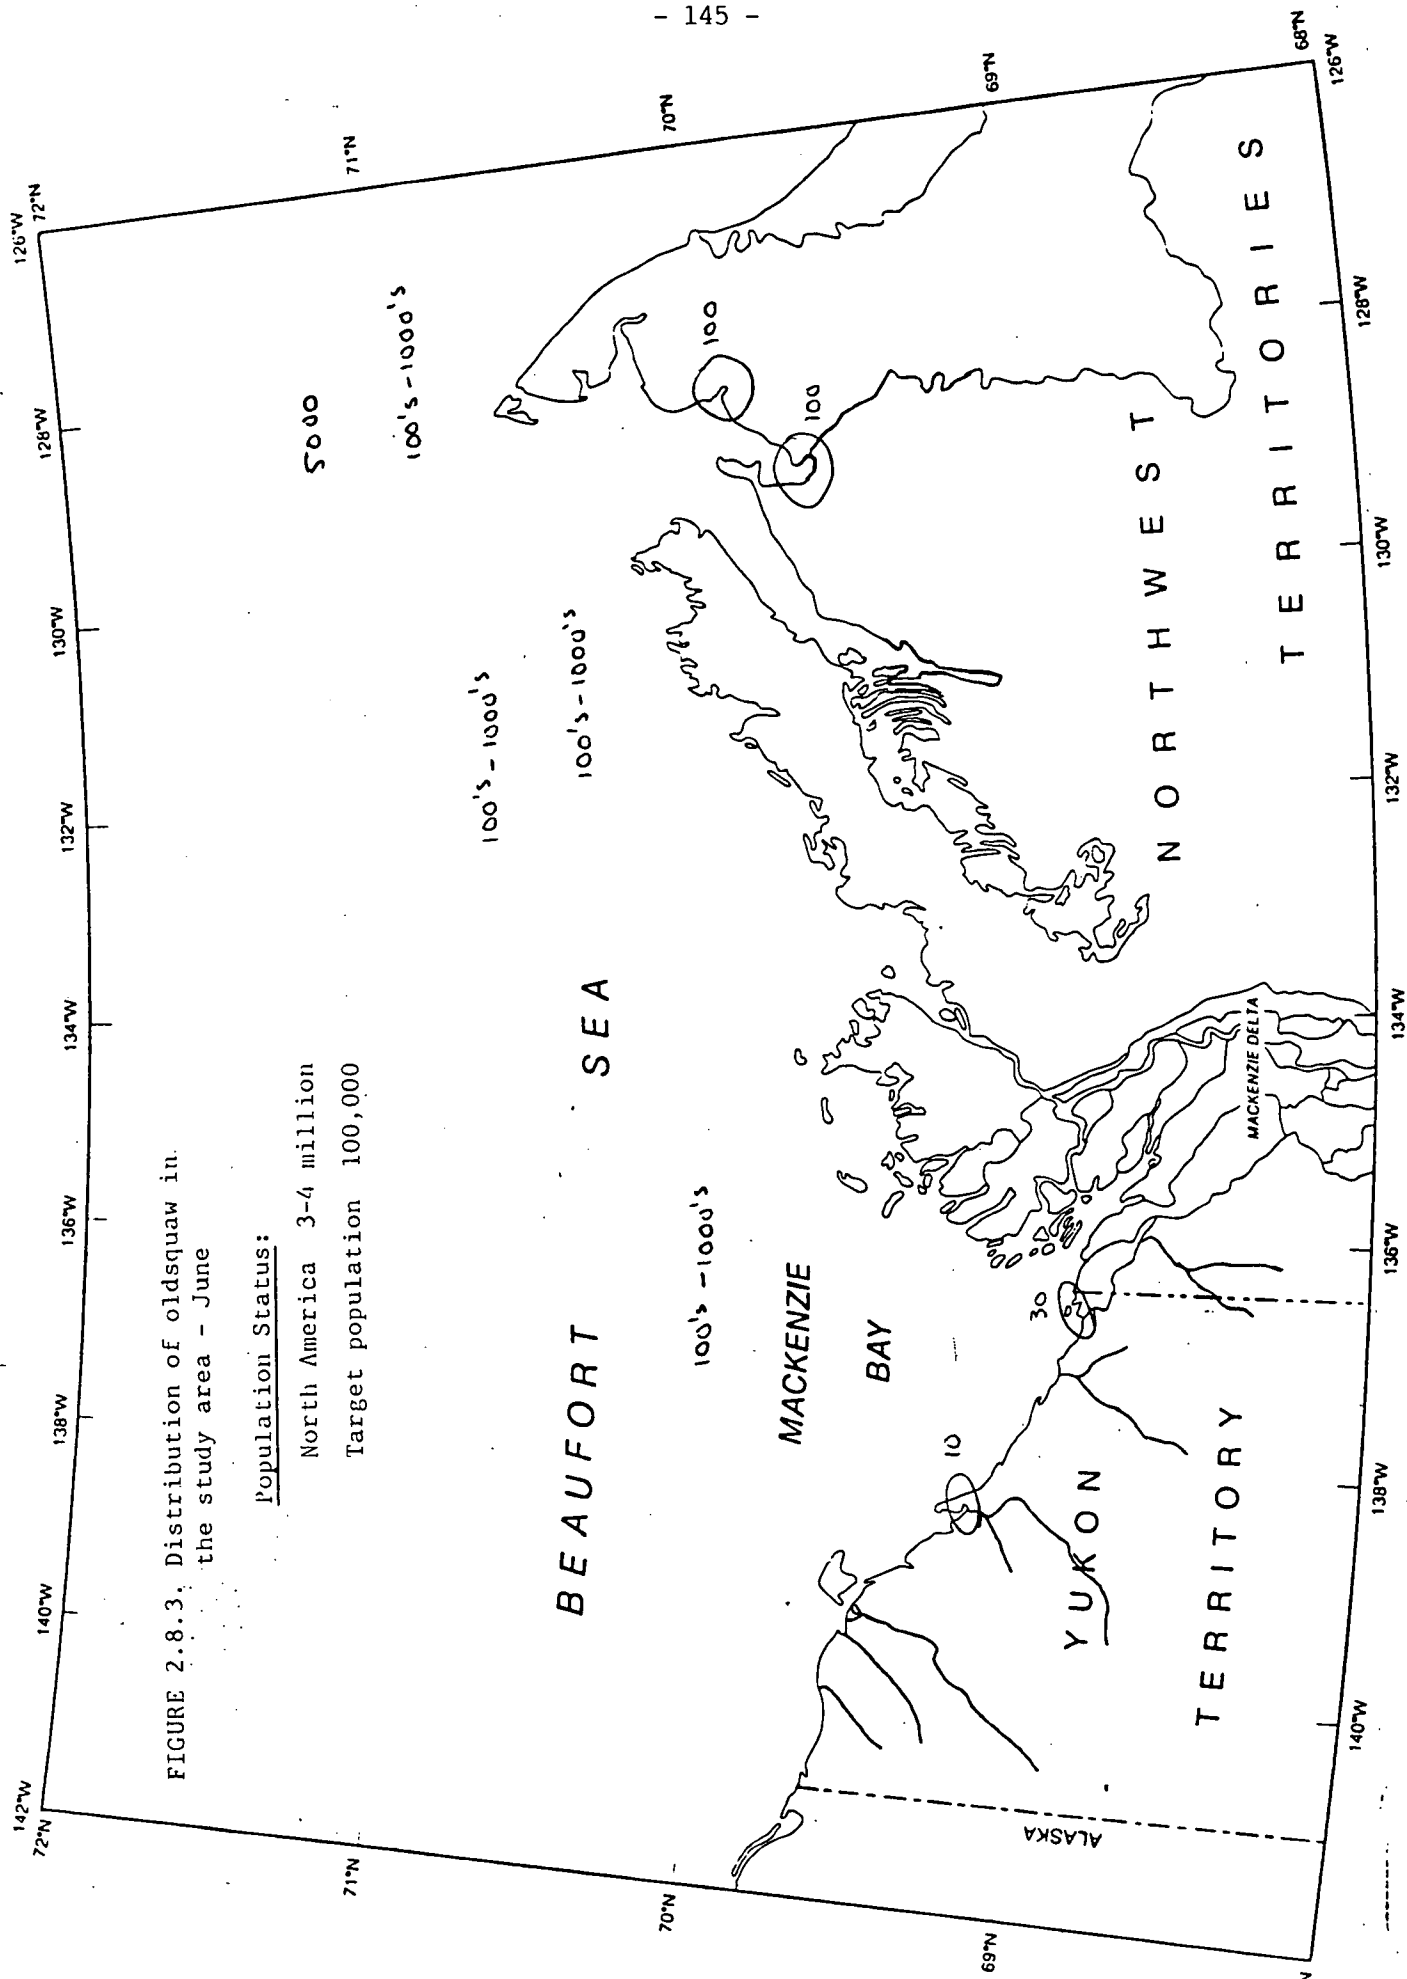 - 145 -
FIGURE 2.8.3. Distribution of oldsquaw in
the study area - June
Population Status:
North America 3-4 million
Target population 100,000
142°W
140°W
138°W
136°W
134°W
132°W
130°W
128°W
126°W
72°N
72°N
71°N
71°N
70°N
70°N
69°N
69°N
68°N
5000
100's-1000's
100's-1000's
100's-1000's
100's-1000's
100
100
30
10
BEAUFORT SEA
MACKENZIE
BAY
MACKENZIE DELTA
YUKON
TERRITORY
NORTHWEST
TERRITORIES
ALASKA
140°W
138°W
136°W
134°W
132°W
130°W
128°W
126°W
N